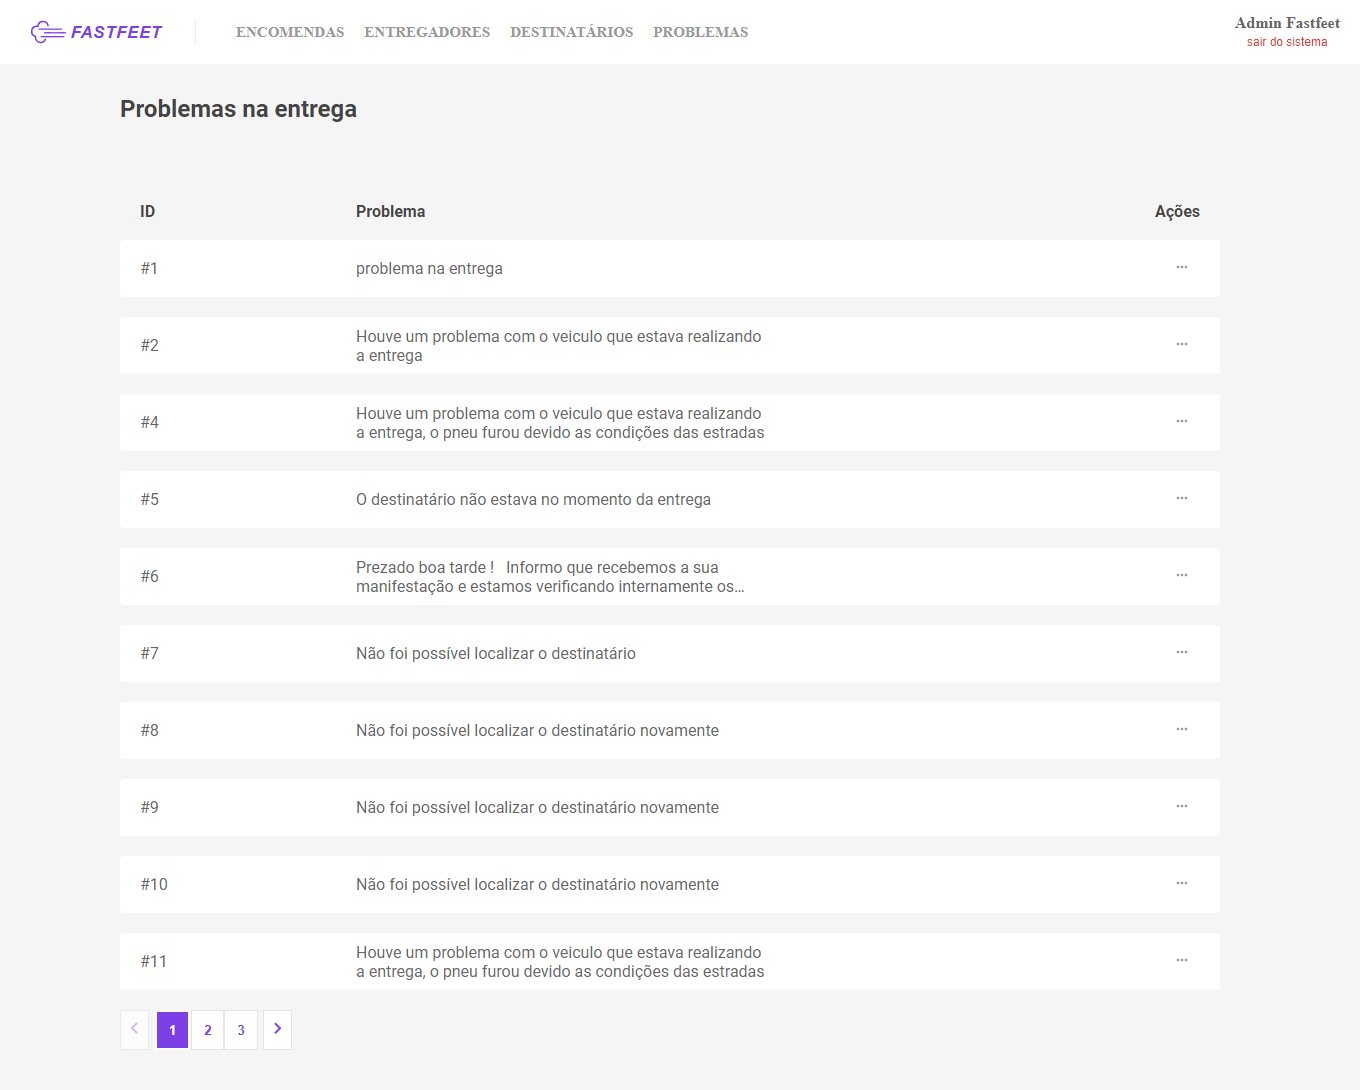 FASTFEET
ENCOMENDAS ENTREGADORES DESTINATÁRIOS PROBLEMAS
Admin Fastfeet
sair do sistema
Problemas na entrega
ID Problema Ações
#1 problema na entrega ...
#2 Houve um problema com o veiculo que estava realizando
a entrega ...
#4 Houve um problema com o veiculo que estava realizando
a entrega, o pneu furou devido as condições das estradas ...
#5 O destinatário não estava no momento da entrega ...
#6 Prezado boa tarde !   Informo que recebemos a sua
manifestação e estamos verificando internamente os... ...
#7 Não foi possível localizar o destinatário ...
#8 Não foi possível localizar o destinatário novamente ...
#9 Não foi possível localizar o destinatário novamente ...
#10 Não foi possível localizar o destinatário novamente ...
#11 Houve um problema com o veiculo que estava realizando
a entrega, o pneu furou devido as condições das estradas ...
1 2 3